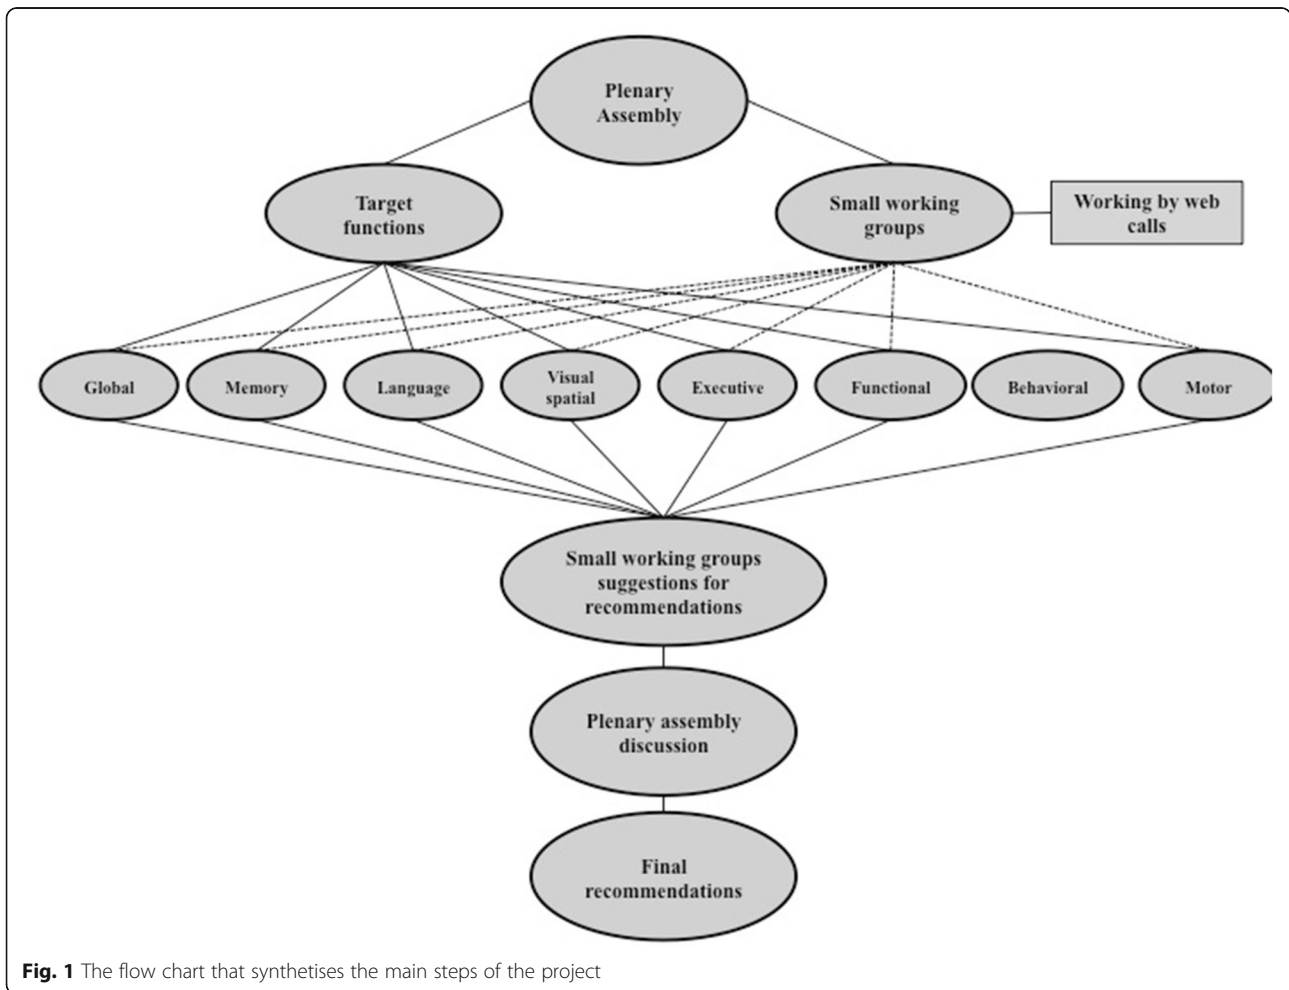 Plenary
Assembly
Target
functions
Small working
groups
Working by web
calls
Global
Memory
Language
Visual
spatial
Executive
Functional
Behavioral
Motor
Small working groups
suggestions for
recommendations
Plenary assembly
discussion
Final
recommendations
Fig. 1 The flow chart that synthetises the main steps of the project